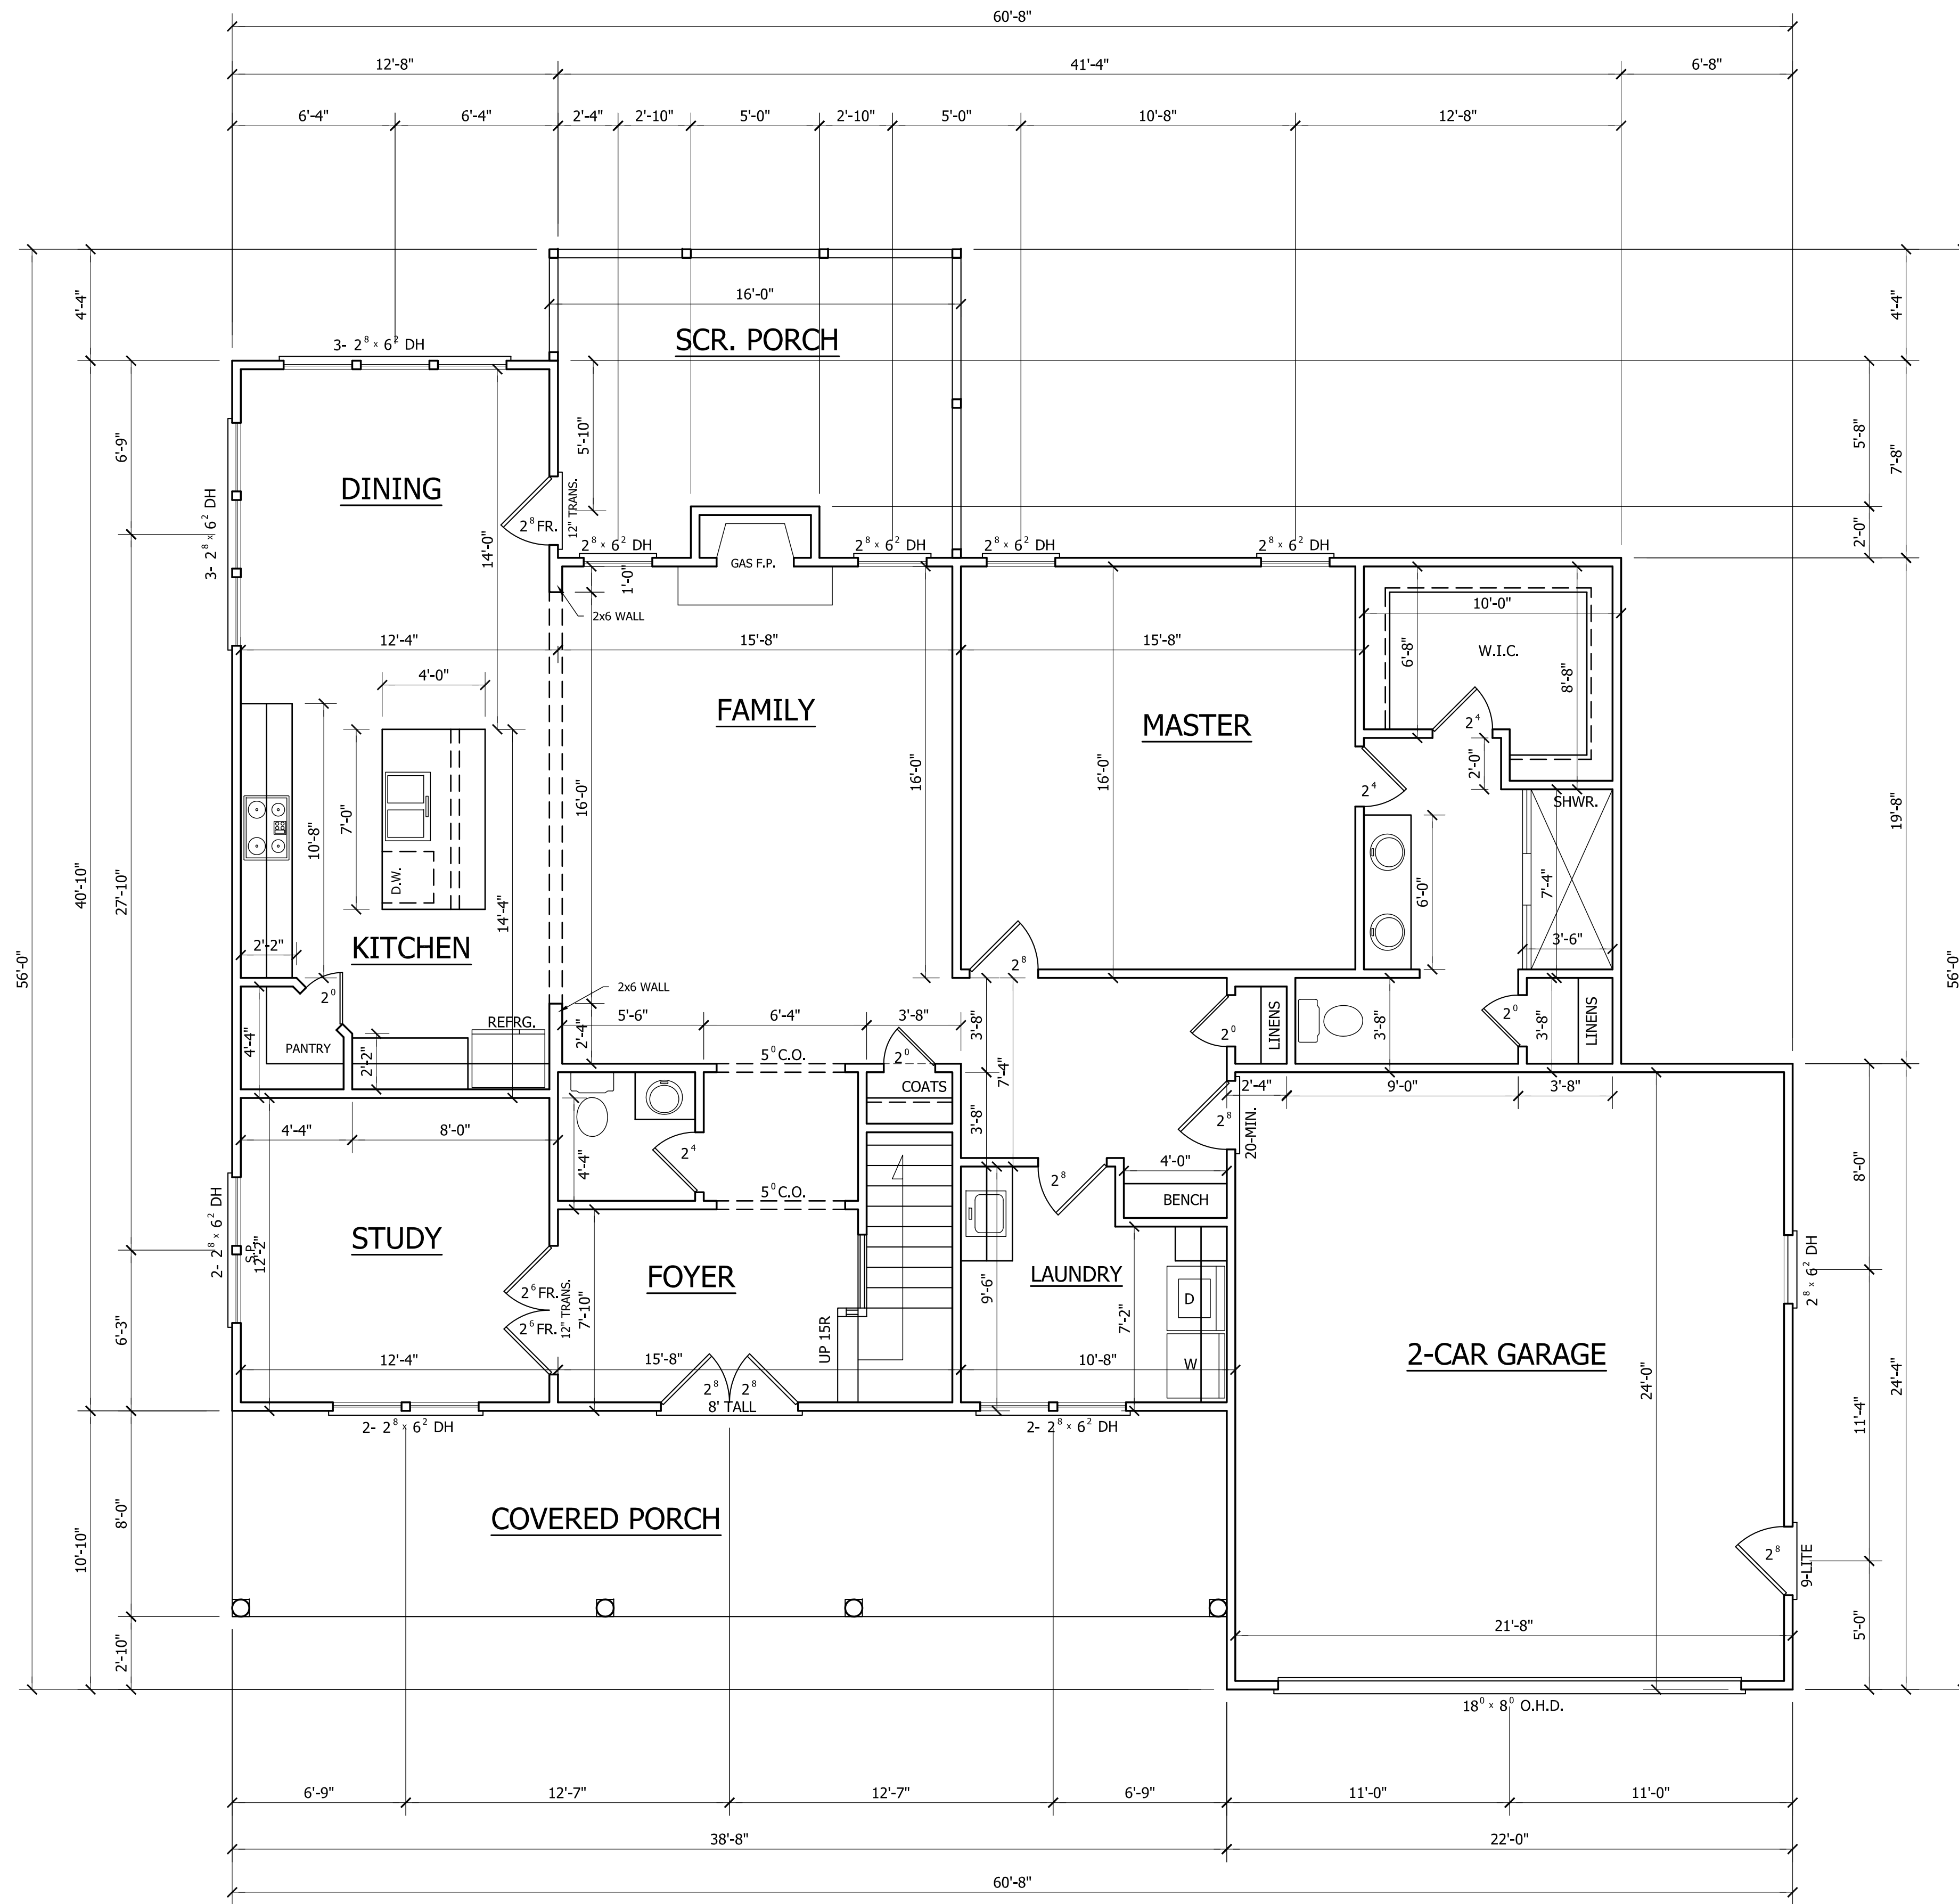 60'-8"
12'-8" 41'-4" 6'-8"
6'-4" 6'-4" 2'-4" 2'-10" 5'-0" 2'-10" 5'-0" 10'-8" 12'-8"
4'-4" 16'-0" 4'-4"
SCR. PORCH
3- 2⁸ x 6² DH
6'-9" 5'-10" 5'-8" 7'-8"
DINING
3- 2⁸ x 6² DH
2⁸ FR. 12" TRANS.
14'-0" 2'-0"
2⁸ x 6² DH 2⁸ x 6² DH 2⁸ x 6² DH 2⁸ x 6² DH
GAS F.P.
1'-0"
2x6 WALL
10'-0"
12'-4" 15'-8" 15'-8" 6'-8" W.I.C. 8'-8"
4'-0"
FAMILY MASTER 2⁴
2'-0"
10'-8" 7'-0" 16'-0" 16'-0" 16'-0" 2⁴ SHWR. 19'-8"
56'-0" 40'-10" 27'-10" D.W. 14'-4" 6'-0" 7'-4" 56'-0"
2'-2" KITCHEN 3'-6"
2⁸
2⁰ 2x6 WALL
REFRG. 5'-6" 6'-4" 3'-8" 3'-8" 2⁰ LINENS 3'-8" 2⁰ 3'-8" LINENS
4'-4" PANTRY 2'-2" 2'-4" 5⁰ C.O. 2⁰
COATS 7'-4" 2'-4" 9'-0" 3'-8"
4'-4" 8'-0" 3'-8" 2⁸ 20-MIN.
2⁴ 4'-4" 4'-0" 8'-0"
2⁸
5⁰ C.O. BENCH
2- 2⁸ x 6² DH
S.P.
12'-2"
STUDY
FOYER LAUNDRY
2⁶ FR. 9'-6" D 2⁸ x 6² DH
2⁶ FR. 12" TRANS. 7'-10" 7'-2"
6'-3" UP 15R 2-CAR GARAGE
12'-4" 15'-8" 10'-8" W 24'-0" 24'-4"
2⁸ 2⁸
8' TALL
2- 2⁸ x 6² DH 2- 2⁸ x 6² DH 11'-4"
COVERED PORCH
8'-0" 10'-10" 2⁸ 9-LITE
2'-10" 21'-8" 5'-0"
18⁰ x 8⁰ O.H.D.
6'-9" 12'-7" 12'-7" 6'-9" 11'-0" 11'-0"
38'-8" 22'-0"
60'-8"